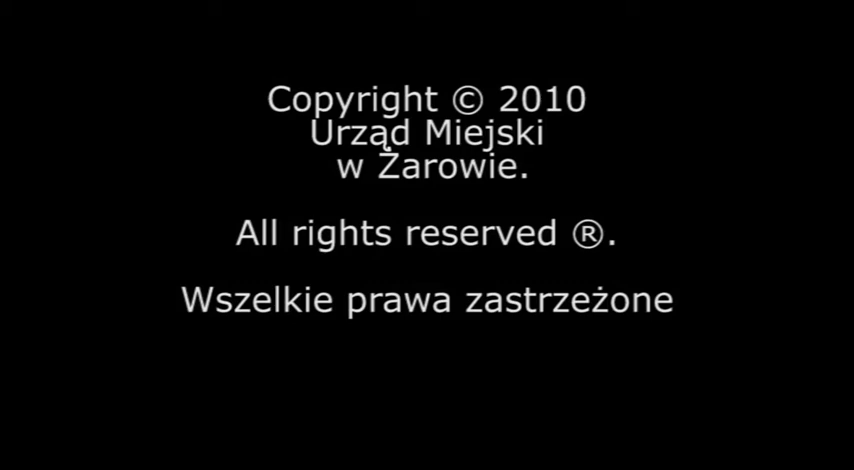 Copyright © 2010
Urząd Miejski
w Żarowie.
All rights reserved ®.
Wszelkie prawa zastrzeżone